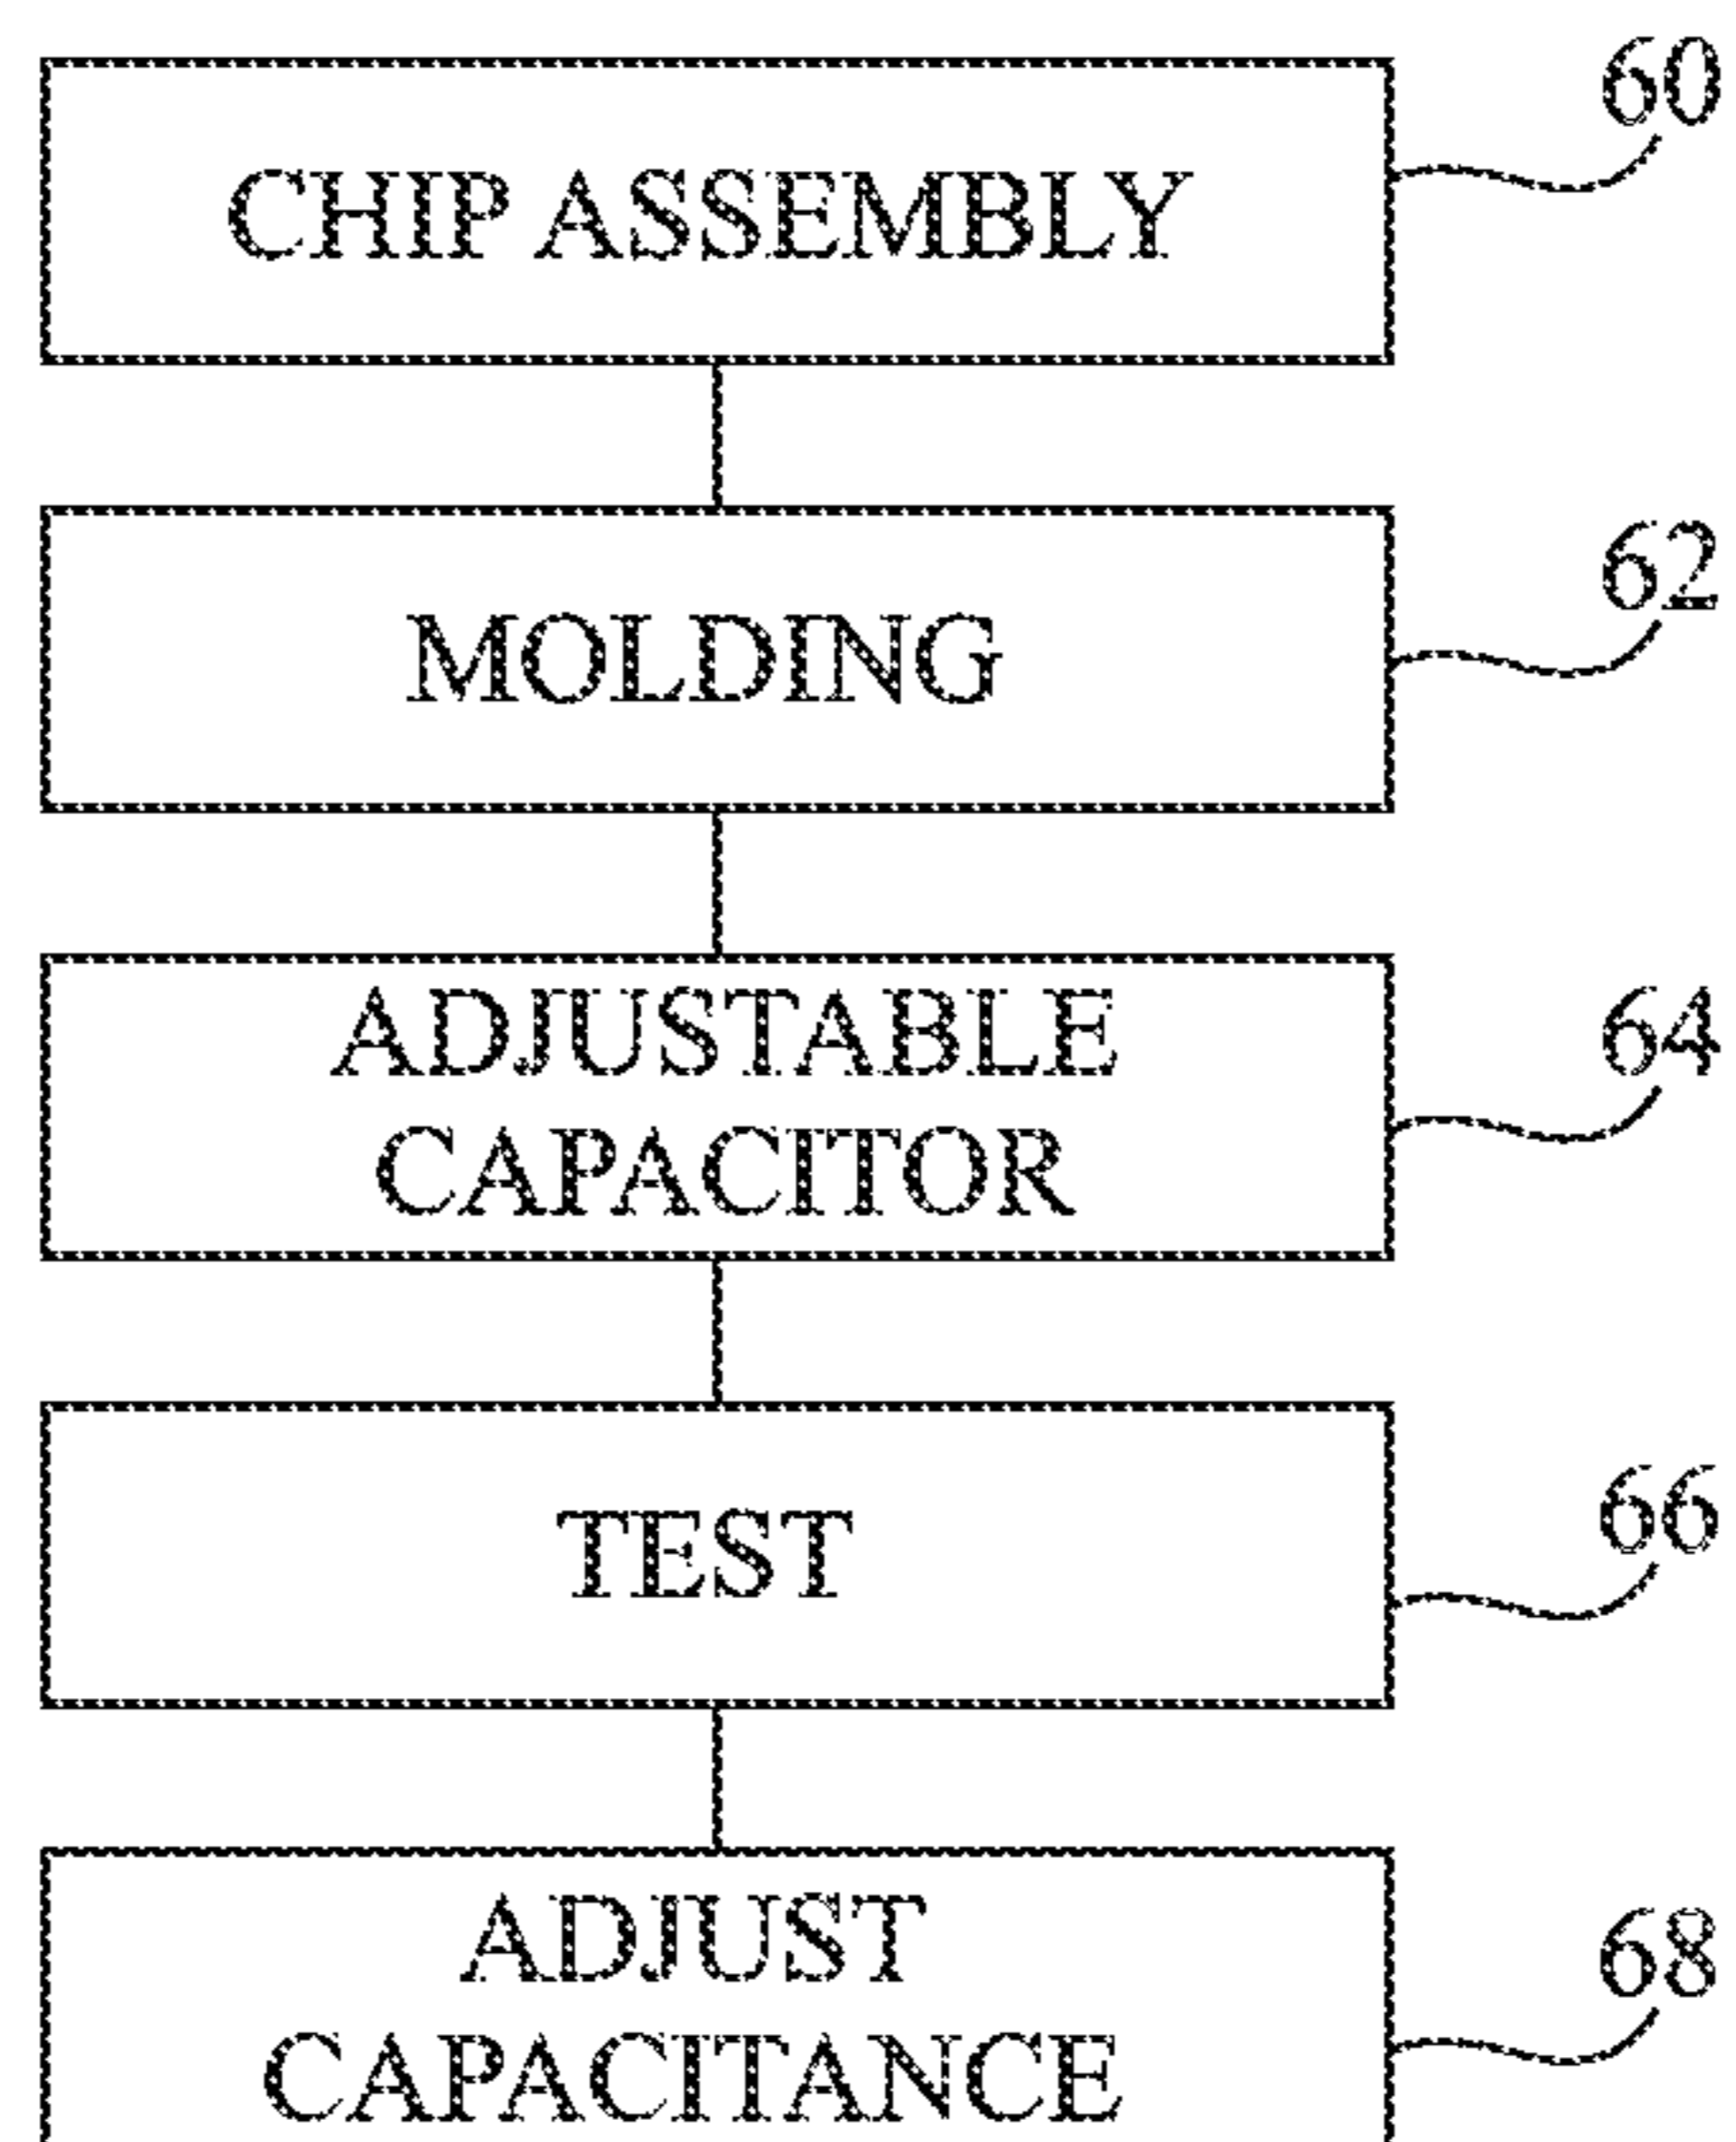 60
CHIP ASSEMBLY
62
MOLDING
64
ADJUSTABLE
CAPACITOR
66
TEST
68
ADJUST
CAPACITANCE